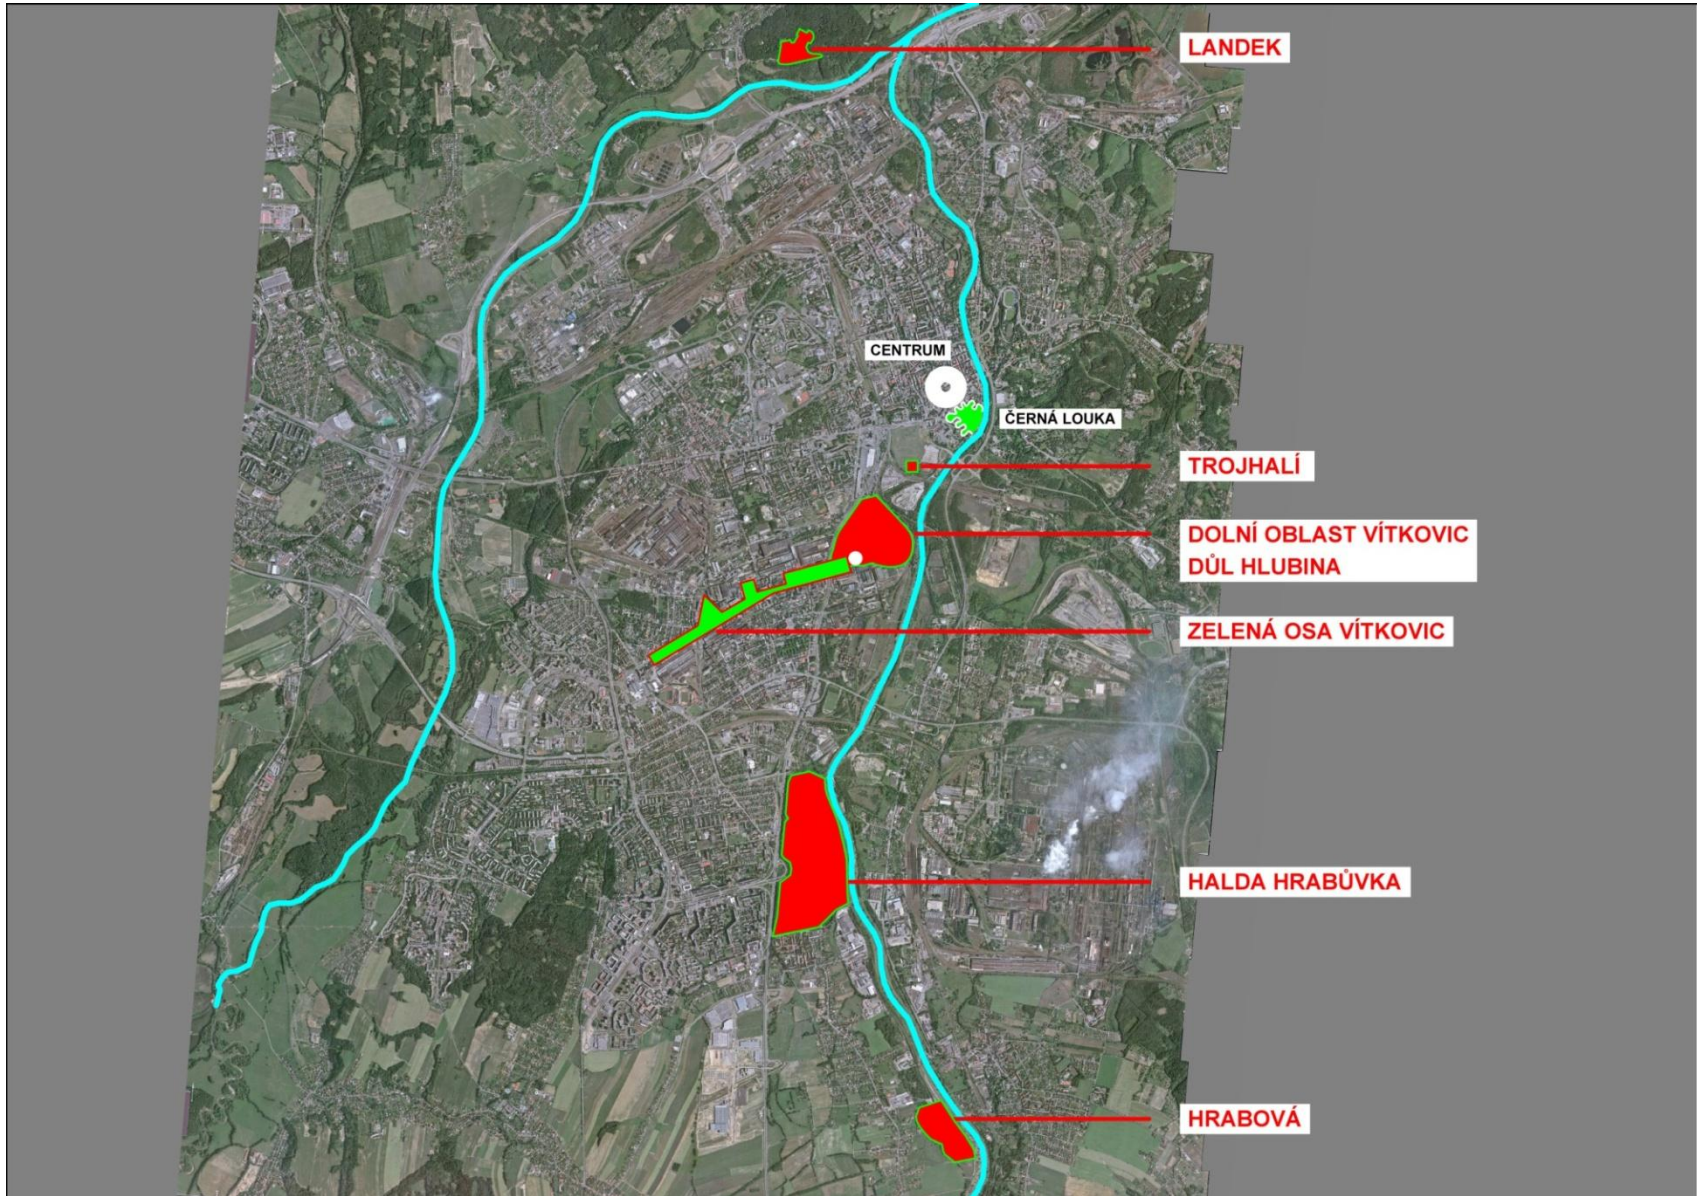 LANDEK
CENTRUM
ČERNÁ LOUKA
TROJHALÍ
DOLNÍ OBLAST VÍTKOVIC
DŮL HLUBINA
ZELENÁ OSA VÍTKOVIC
HALDA HRABŮVKA
HRABOVÁ